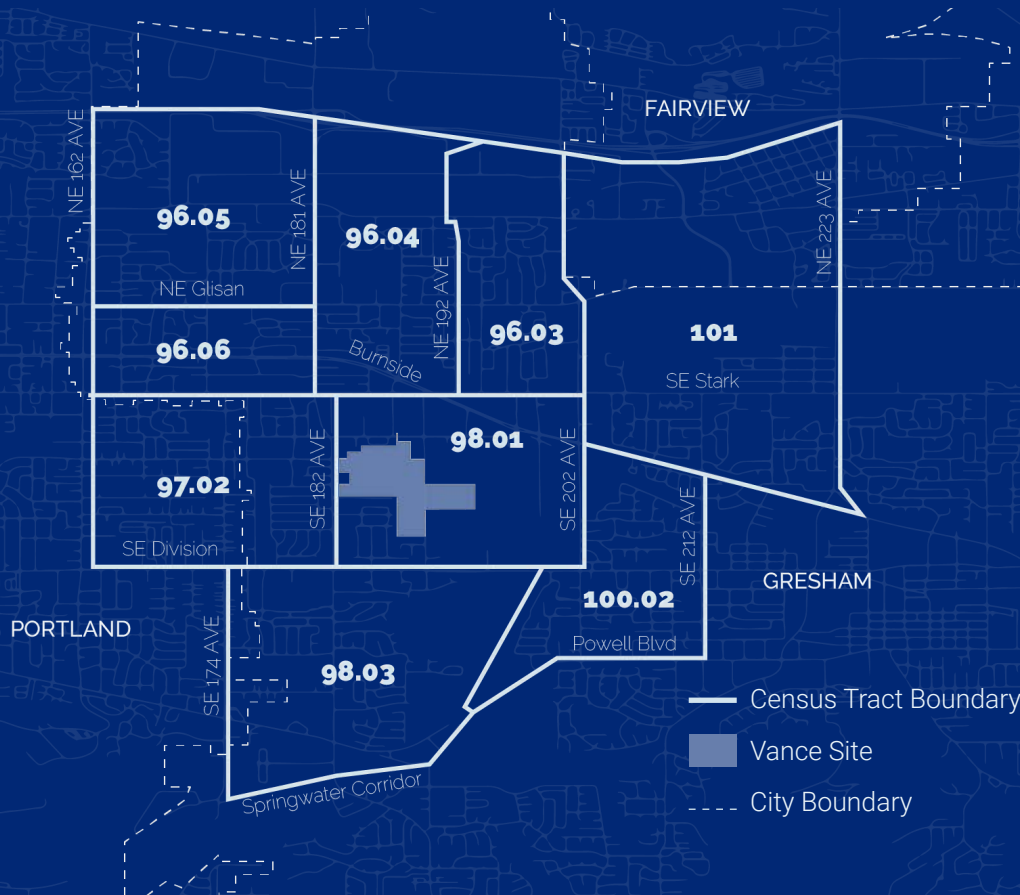 FAIRVIEW
NE 162 AVE
NE 181 AVE
NE 223 AVE
96.05
96.04
NE 192 AVE
NE Glisan
96.03
101
96.06
Burnside
SE Stark
98.01
SE 182 AVE
SE 202 AVE
97.02
SE 212 AVE
SE Division
GRESHAM
100.02
PORTLAND
Powell Blvd
SE 174 AVE
98.03
Census Tract Boundary
Vance Site
Springwater Corridor
City Boundary